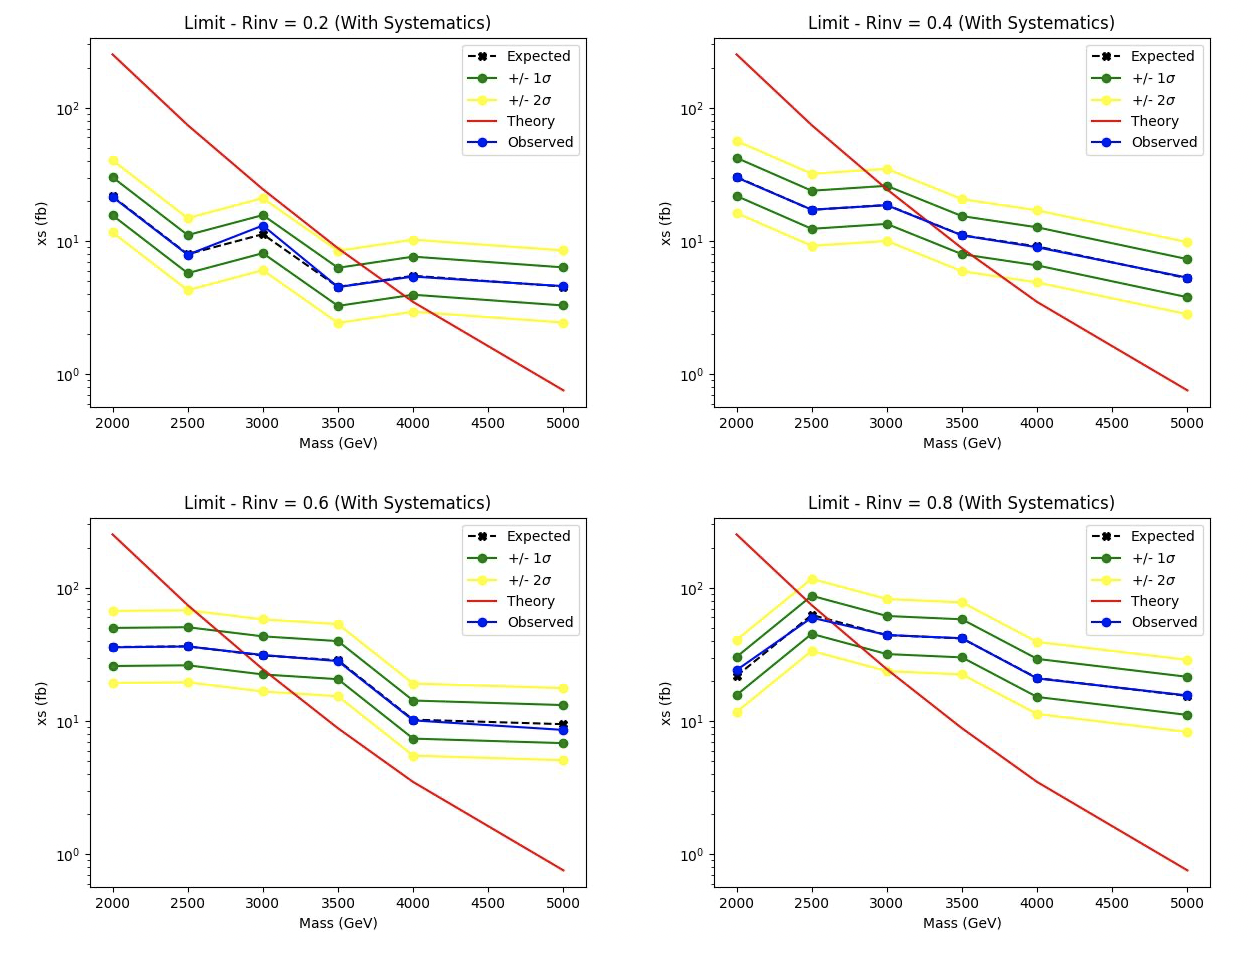 Limit - Rinv = 0.2 (With Systematics)
Expected
+/- 1σ
+/- 2σ
Theory
Observed
xs (fb)
10²
10¹
10⁰
2000 2500 3000 3500 4000 4500 5000
Mass (GeV)
Limit - Rinv = 0.4 (With Systematics)
Expected
+/- 1σ
+/- 2σ
Theory
Observed
xs (fb)
10²
10¹
10⁰
2000 2500 3000 3500 4000 4500 5000
Mass (GeV)
Limit - Rinv = 0.6 (With Systematics)
Expected
+/- 1σ
+/- 2σ
Theory
Observed
xs (fb)
10²
10¹
10⁰
2000 2500 3000 3500 4000 4500 5000
Mass (GeV)
Limit - Rinv = 0.8 (With Systematics)
Expected
+/- 1σ
+/- 2σ
Theory
Observed
xs (fb)
10²
10¹
10⁰
2000 2500 3000 3500 4000 4500 5000
Mass (GeV)